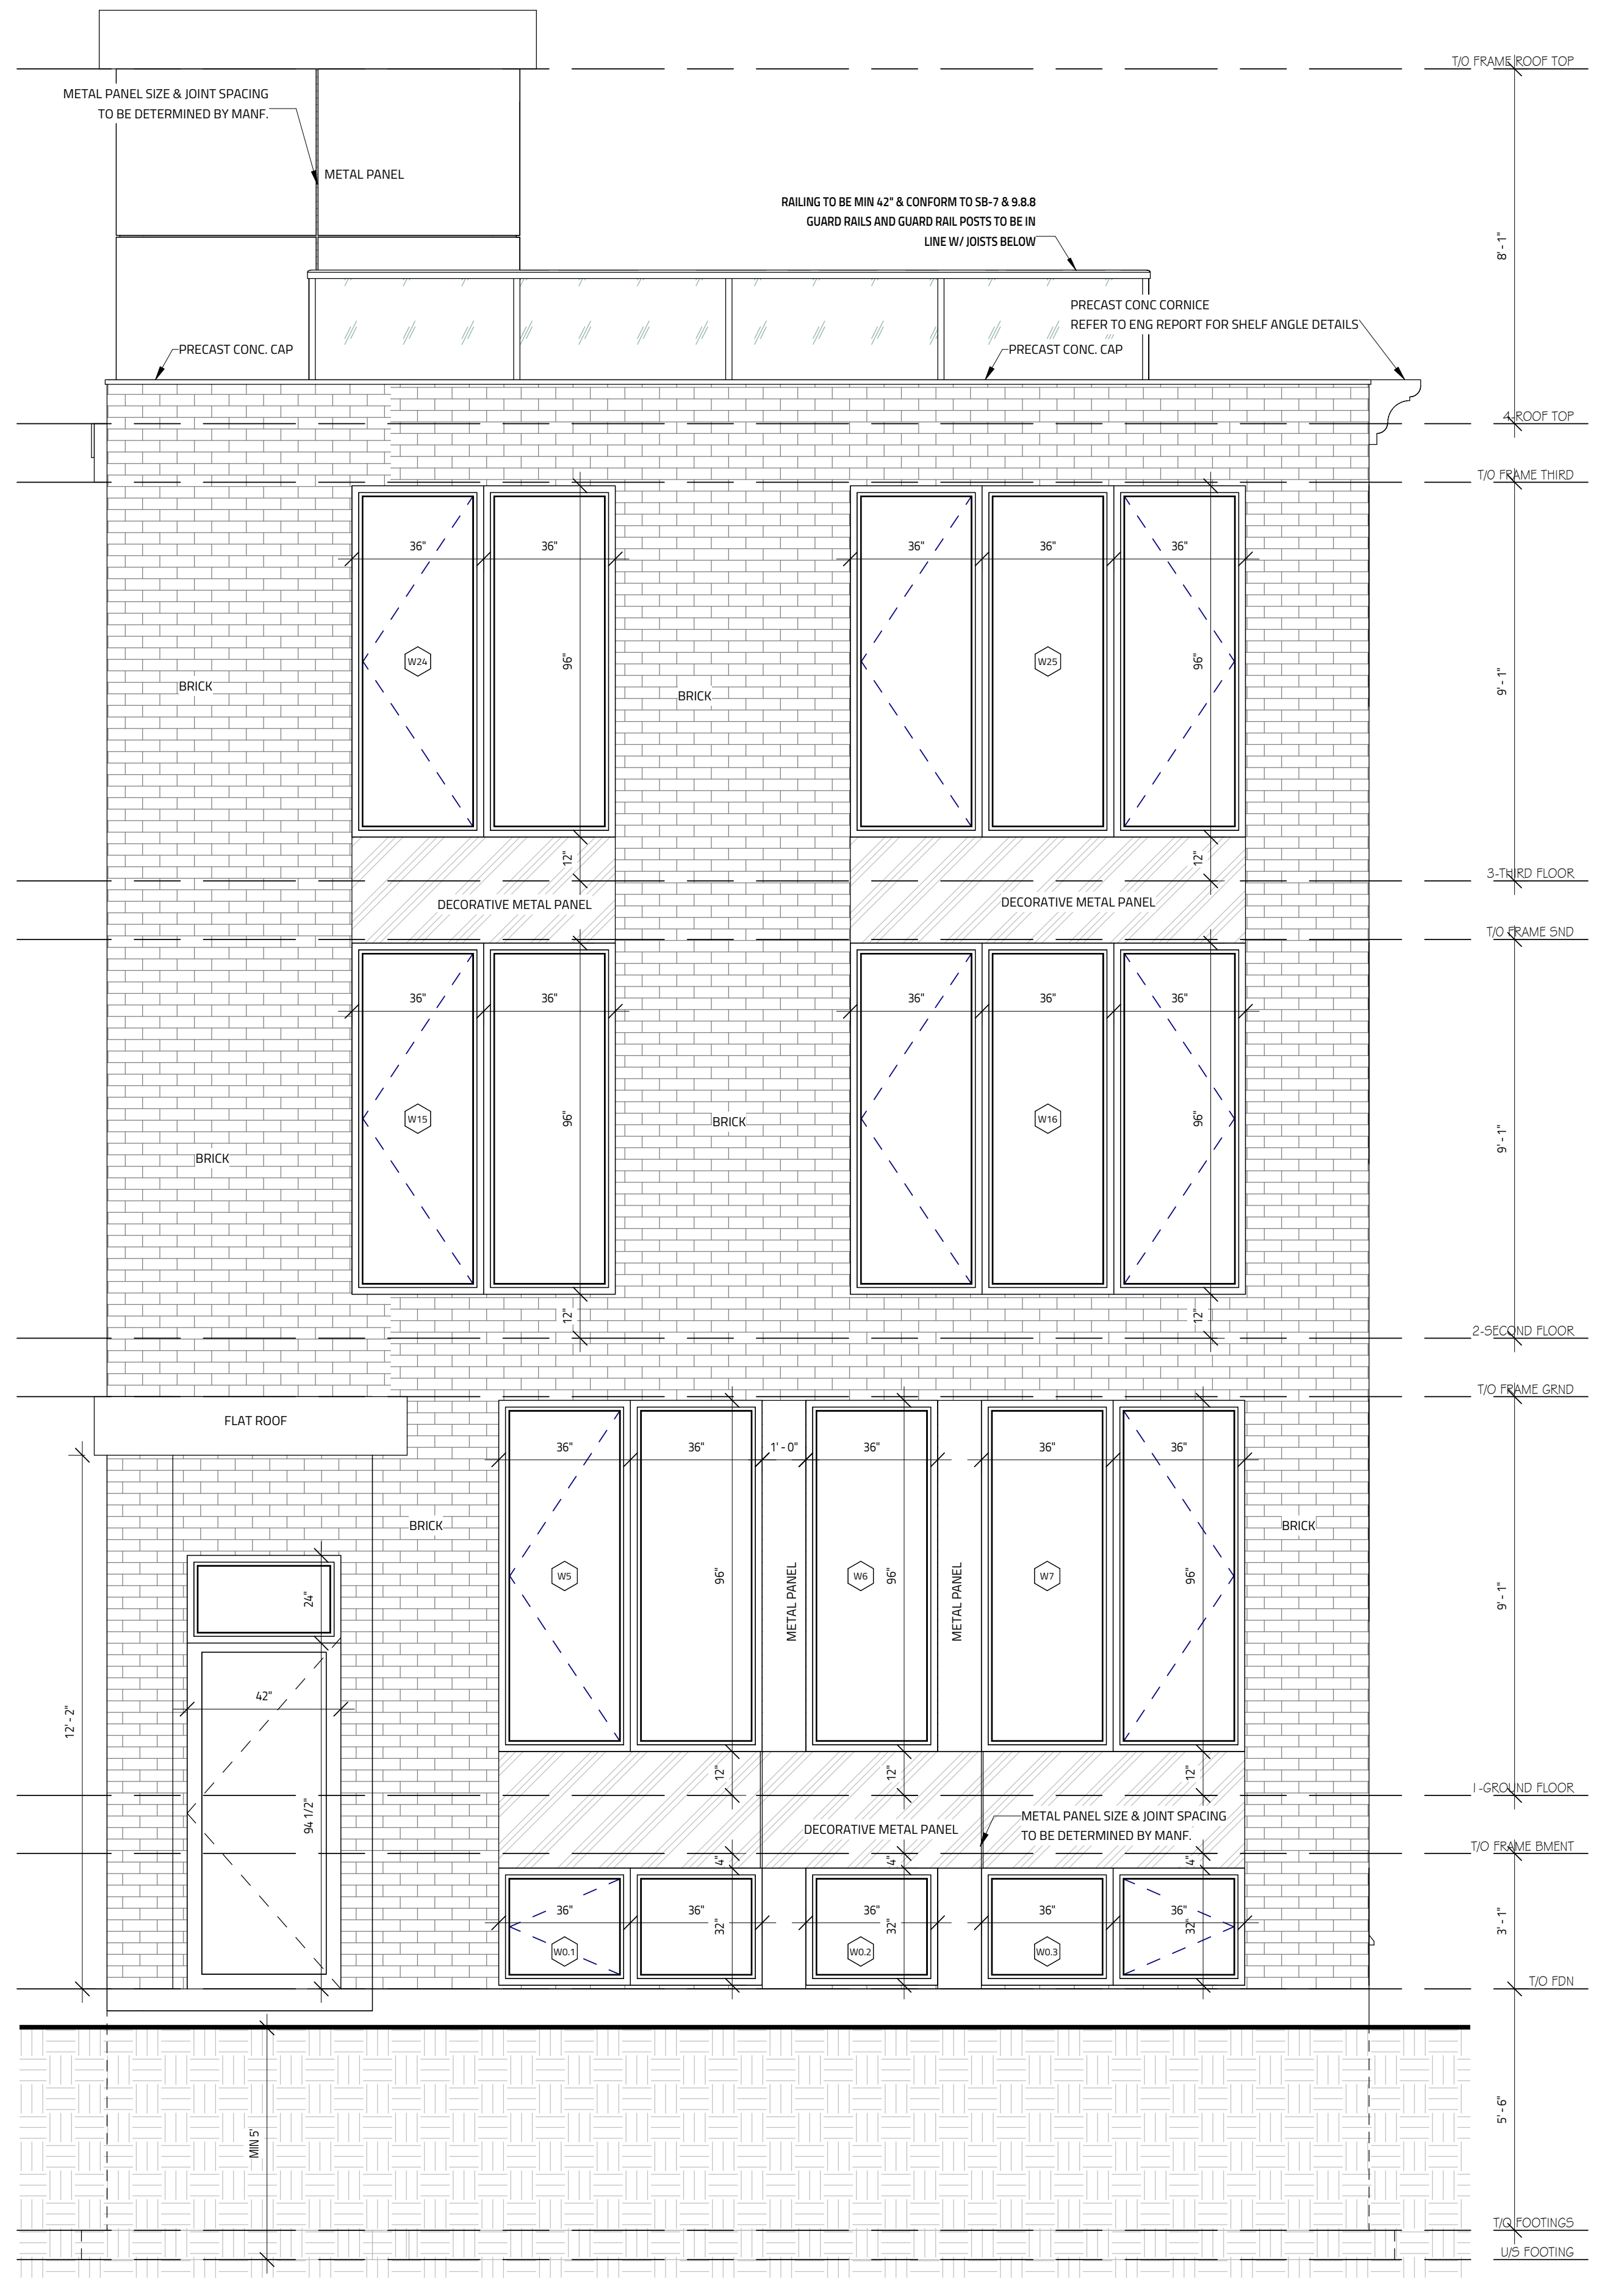 T/O FRAME ROOF TOP
METAL PANEL SIZE & JOINT SPACING
TO BE DETERMINED BY MANF.
METAL PANEL
8' - 1"
RAILING TO BE MIN 42" & CONFORM TO SB-7 & 9.8.8
GUARD RAILS AND GUARD RAIL POSTS TO BE IN
LINE W/ JOISTS BELOW
PRECAST CONC CORNICE
REFER TO ENG REPORT FOR SHELF ANGLE DETAILS
PRECAST CONC. CAP
PRECAST CONC. CAP
4-ROOF TOP
T/O FRAME THIRD
36"
36"
36"
36"
36"
W24
96"
W25
96"
BRICK
BRICK
9' - 1"
12"
12"
3-THIRD FLOOR
DECORATIVE METAL PANEL
DECORATIVE METAL PANEL
T/O FRAME SND
36"
36"
36"
36"
36"
W15
96"
W16
96"
BRICK
BRICK
9' - 1"
12"
12"
2-SECOND FLOOR
T/O FRAME GRND
FLAT ROOF
36"
36"
1' - 0"
36"
36"
36"
BRICK
BRICK
W5
96"
METAL PANEL
W6
96"
METAL PANEL
W7
96"
9' - 1"
24"
42"
12' - 2"
94 1/2"
12"
12"
12"
1-GROUND FLOOR
METAL PANEL SIZE & JOINT SPACING
TO BE DETERMINED BY MANF.
DECORATIVE METAL PANEL
T/O FRAME BMENT
4"
4"
4"
36"
36"
36"
36"
36"
32"
32"
32"
W0.1
W0.2
W0.3
3' - 1"
T/O FDN
5' - 6"
MIN 5'
T/O FOOTINGS
U/S FOOTING